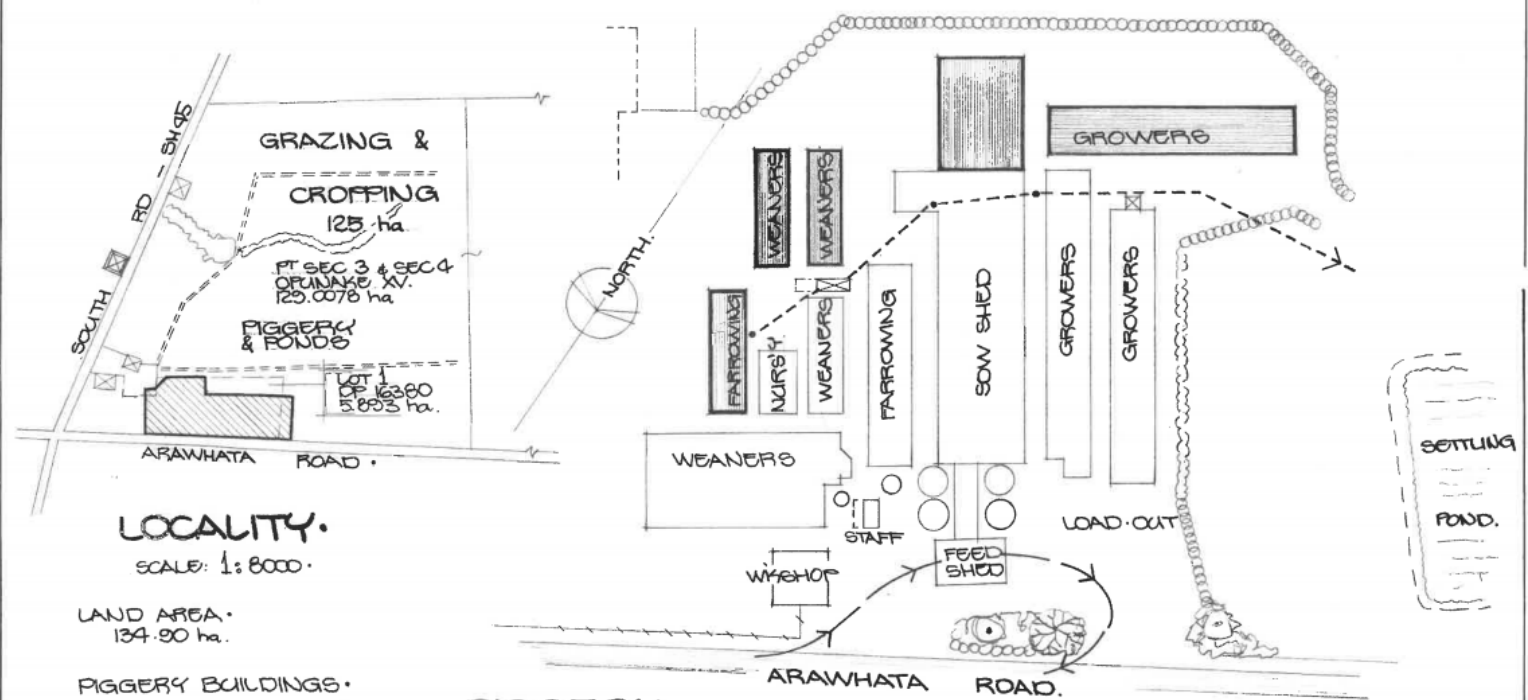 SOUTH RD - SH45
GRAZING &
CROPPING
125 ha
PT SEC 3 & SEC 4
OPUNAKE XV.
129.0078 ha
PIGGERY
& PONDS
LOT 1
DP 16380
5.893 ha.
ARAWHATA ROAD.
LOCALITY.
SCALE: 1:8000.
LAND AREA.
134.90 ha.
PIGGERY BUILDINGS.
NORTH.
WEANERS
WEANERS
GROWERS
FARROWING
NURS'Y
WEANERS
FARROWING
SOW SHED
GROWERS
GROWERS
WEANERS
STAFF
LOAD-OUT
W'KSHOP
FEED
SHED
SETTLING
POND.
ARAWHATA ROAD.